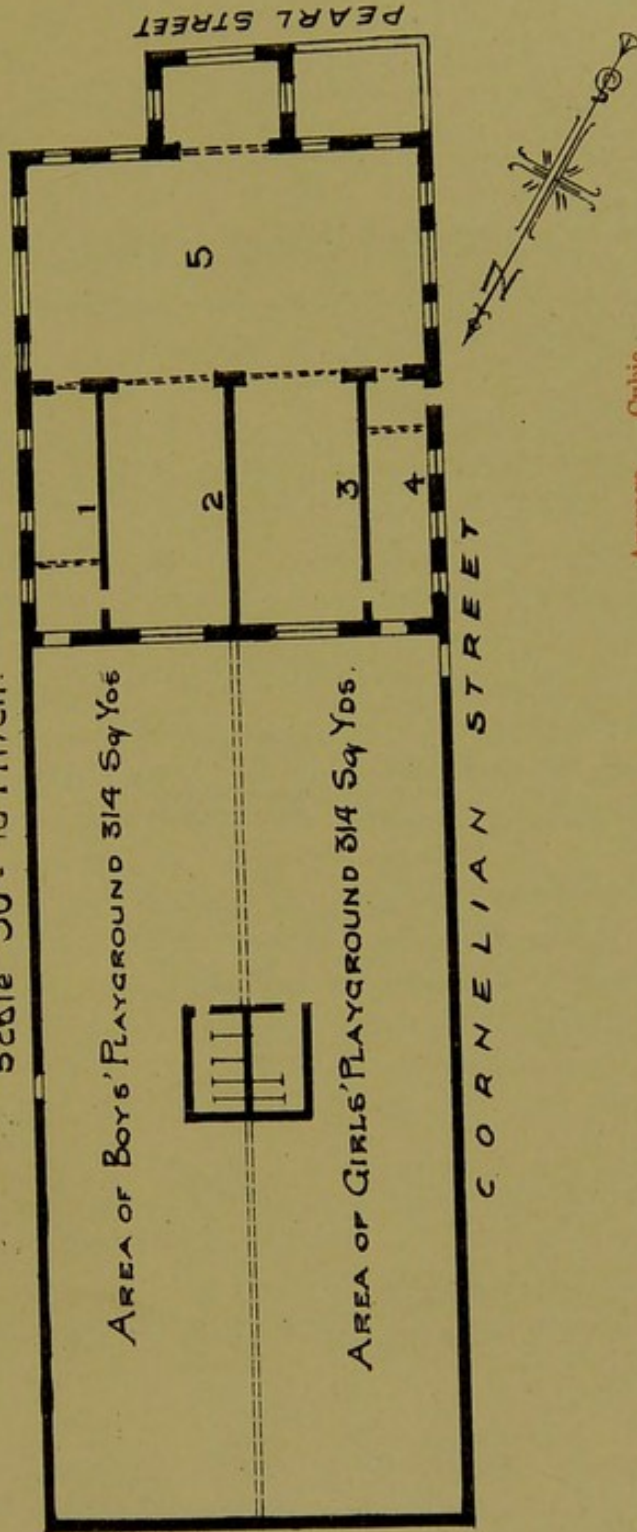 PEARL STREET
5
1
2
3
4
AREA OF BOYS' PLAYGROUND 314 Sq Yds
AREA OF GIRLS' PLAYGROUND 314 Sq YDS.
CORNELIAN STREET
N
S